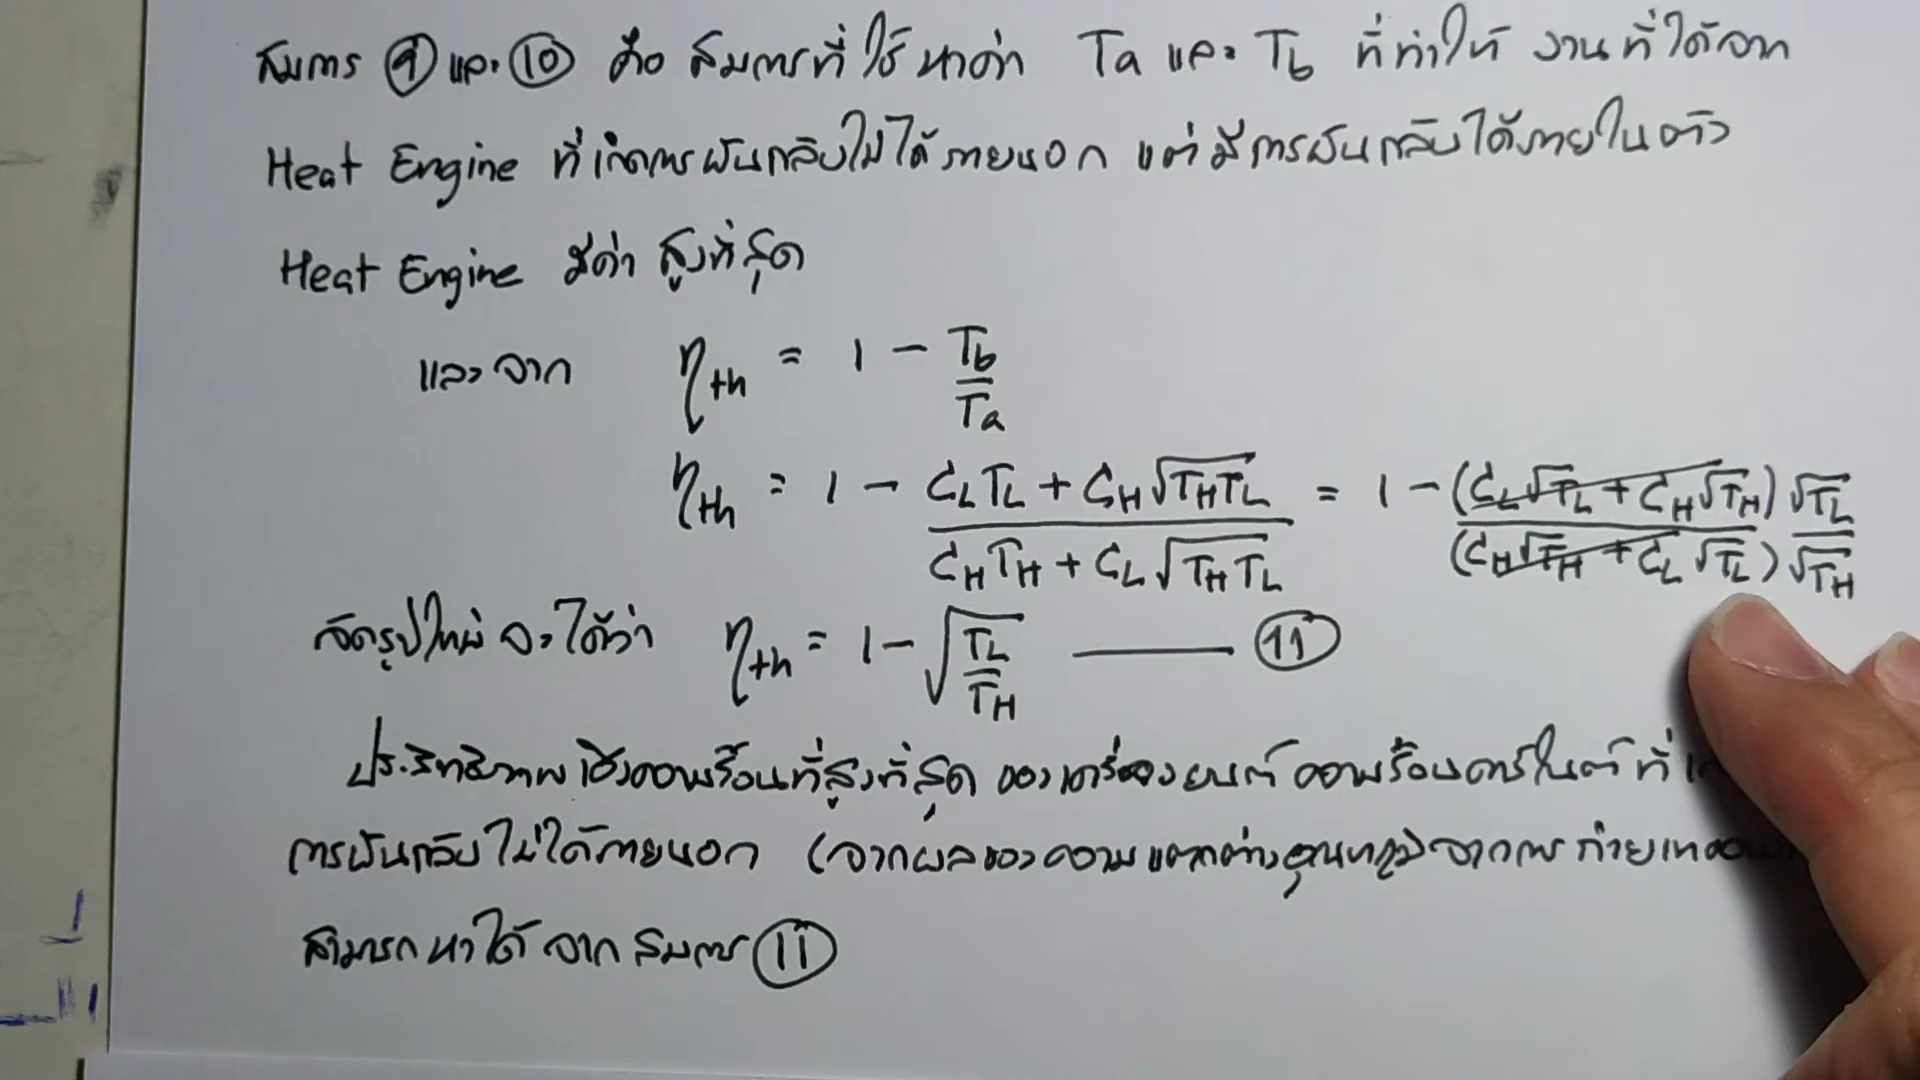 สมการ ⑨ และ ⑩ คือ สมการที่ใช้หาค่า Ta และ Tb ที่ทำให้ งานที่ได้จาก
Heat Engine ที่เกิดการผันกลับไม่ได้ภายนอก แต่มีการผันกลับได้ภายในตัว
Heat Engine มีค่า สูงที่สุด
และจาก η_th = 1 - Tb/Ta
η_th = 1 - (C_L T_L + C_H √(T_H T_L))/(C_H T_H + C_L √(T_H T_L)) = 1 - (C_L √T_L + C_H √T_H) √T_L/(C_H √T_H + C_L √T_L) √T_H
จัดรูปใหม่ จะได้ว่า η_th = 1 - √(T_L/T_H) ——— ⑪
ประสิทธิภาพเชิงความร้อนที่สูงที่สุด ของเครื่องยนต์ความร้อนคาร์โนต์ ที่
การผันกลับไม่ได้ภายนอก (จากผลของความแตกต่างอุณหภูมิจากการถ่ายเท
สามารถหาได้ จาก สมการ ⑪